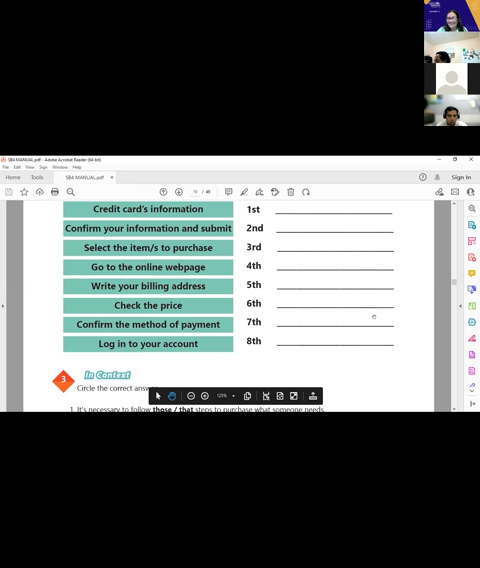 SB4 MANUAL.pdf - Adobe Acrobat Reader (64-bit)
File Edit View Sign Window Help
Home Tools SB4 MANUAL.pdf × Sign In
/ 49
Credit card's information 1st
Confirm your information and submit 2nd
Select the item/s to purchase 3rd
Go to the online webpage 4th
Write your billing address 5th
Check the price 6th
Confirm the method of payment 7th
Log in to your account 8th
3 In Context
Circle the correct answer
125%
1. It's necessary to follow those / that steps to purchase what someone needs.